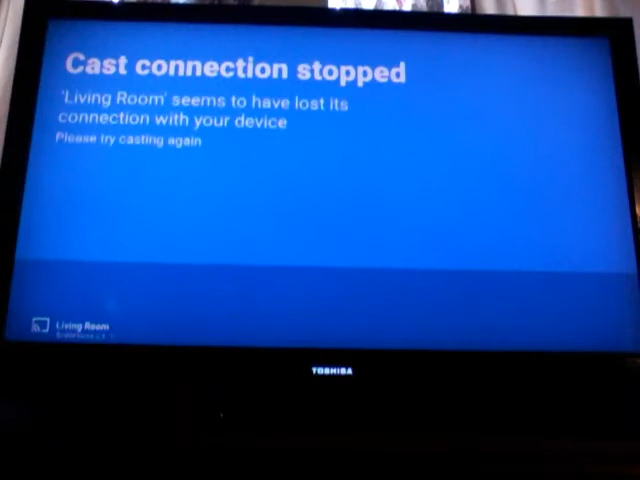 Cast connection stopped
'Living Room' seems to have lost its
connection with your device
Please try casting again
Living Room
TOSHIBA